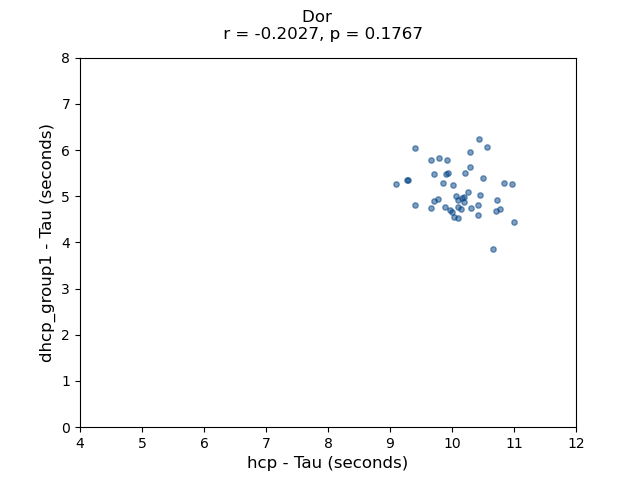 Dor
r = -0.2027, p = 0.1767
8
7
6
5
4
3
2
1
0
dhcp_group1 - Tau (seconds)
4 5 6 7 8 9 10 11 12
hcp - Tau (seconds)